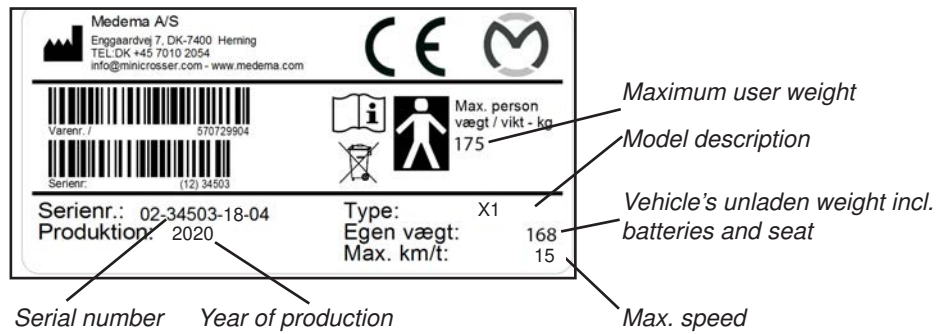 Medema A/S
Enggaardvej 7, DK-7400 Herning
TEL:DK +45 7010 2054
info@minicrosser.com - www.medema.com
CE
Varenr. / 570729904
Serienr: (12) 34503
i
Max. person
vægt / vikt - kg
175
Serienr.: 02-34503-18-04
Produktion: 2020
Type: X1
Egen vægt: 168
Max. km/t: 15
Maximum user weight
Model description
Vehicle's unladen weight incl.
batteries and seat
Serial number
Year of production
Max. speed